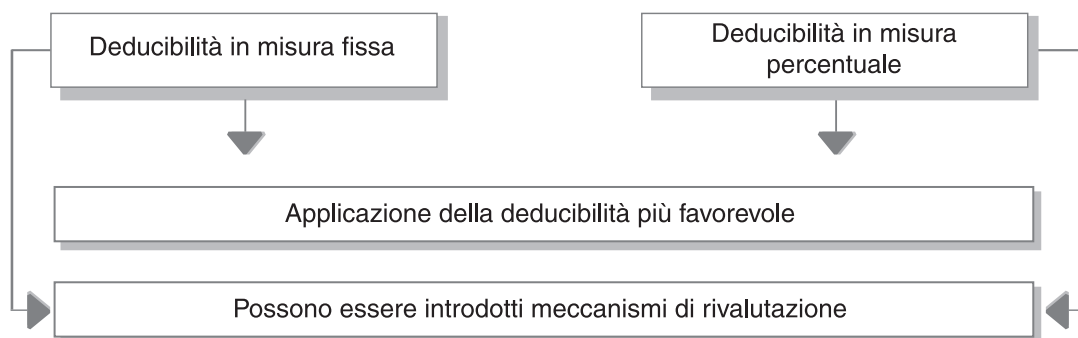 Deducibilità in misura fissa
Deducibilità in misura
percentuale
Applicazione della deducibilità più favorevole
Possono essere introdotti meccanismi di rivalutazione